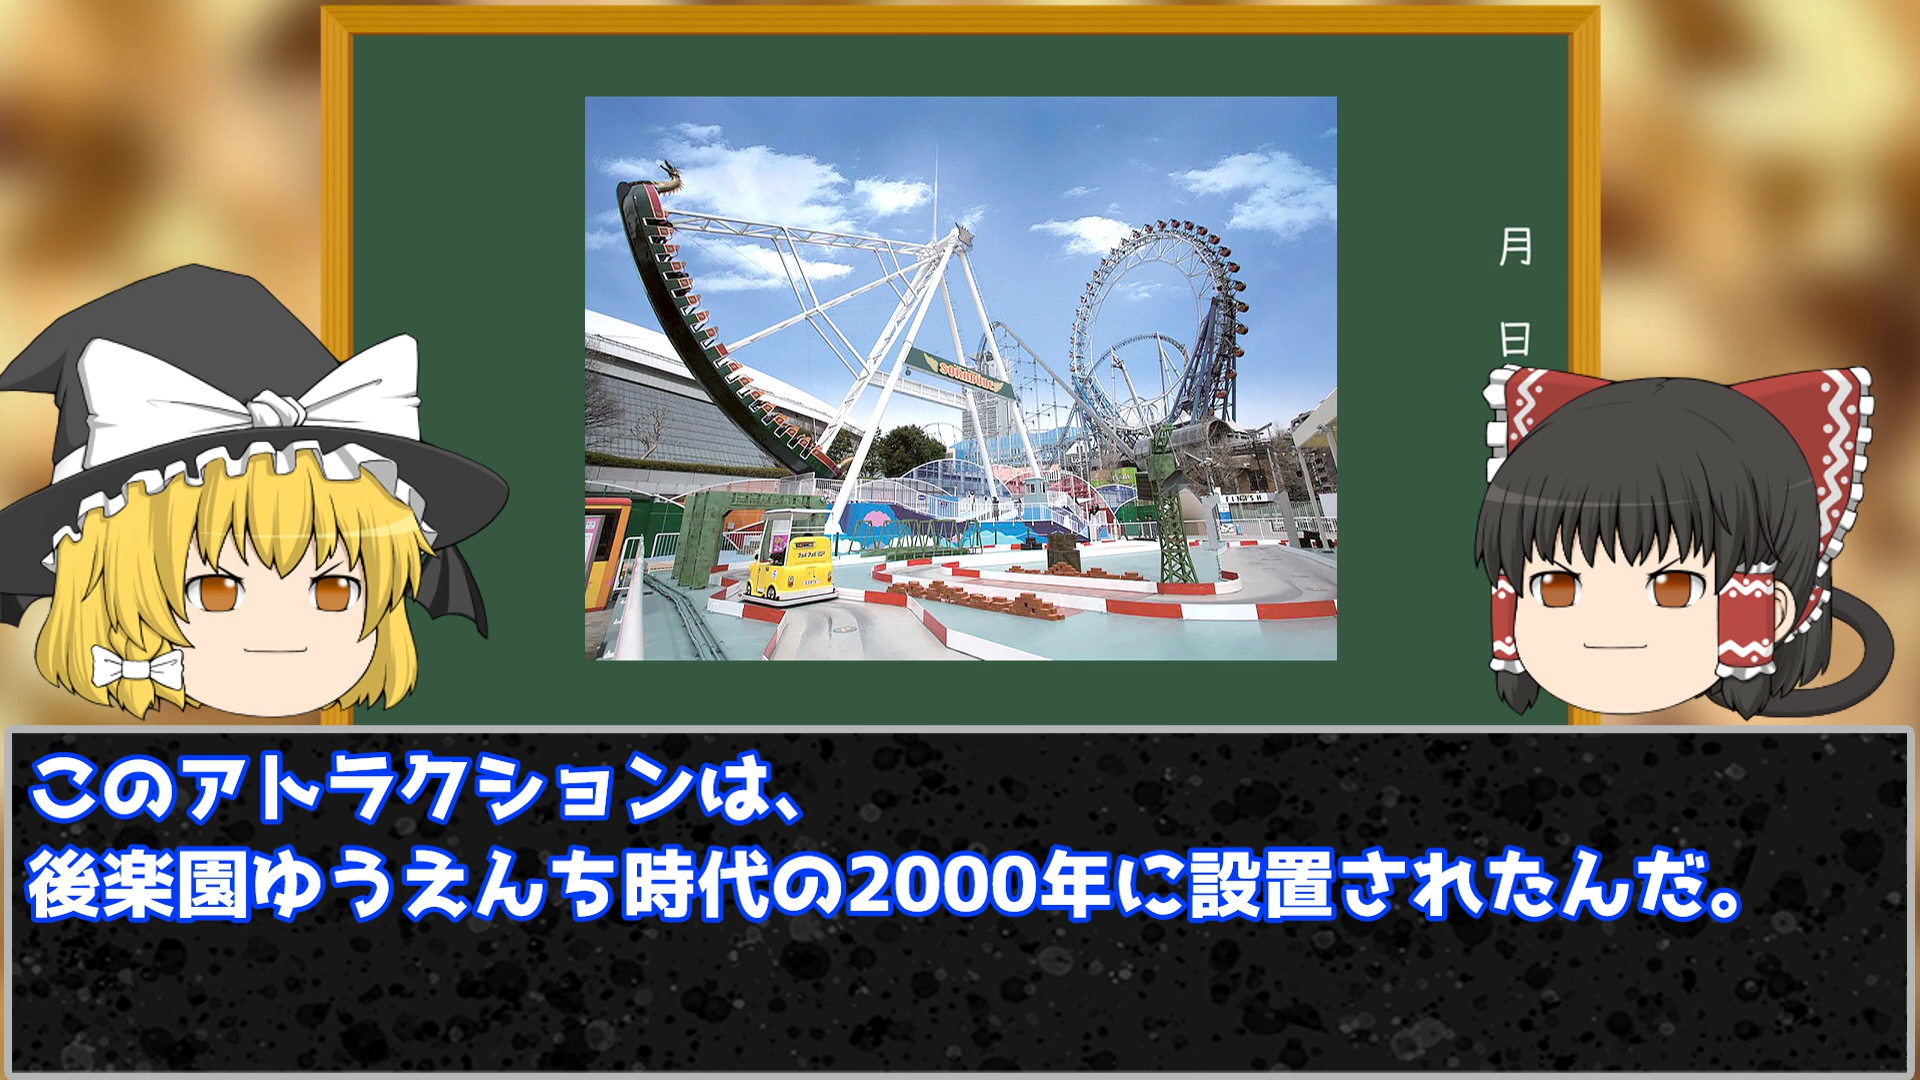 月
日
このアトラクションは、
後楽園ゆうえんち時代の2000年に設置されたんだ。